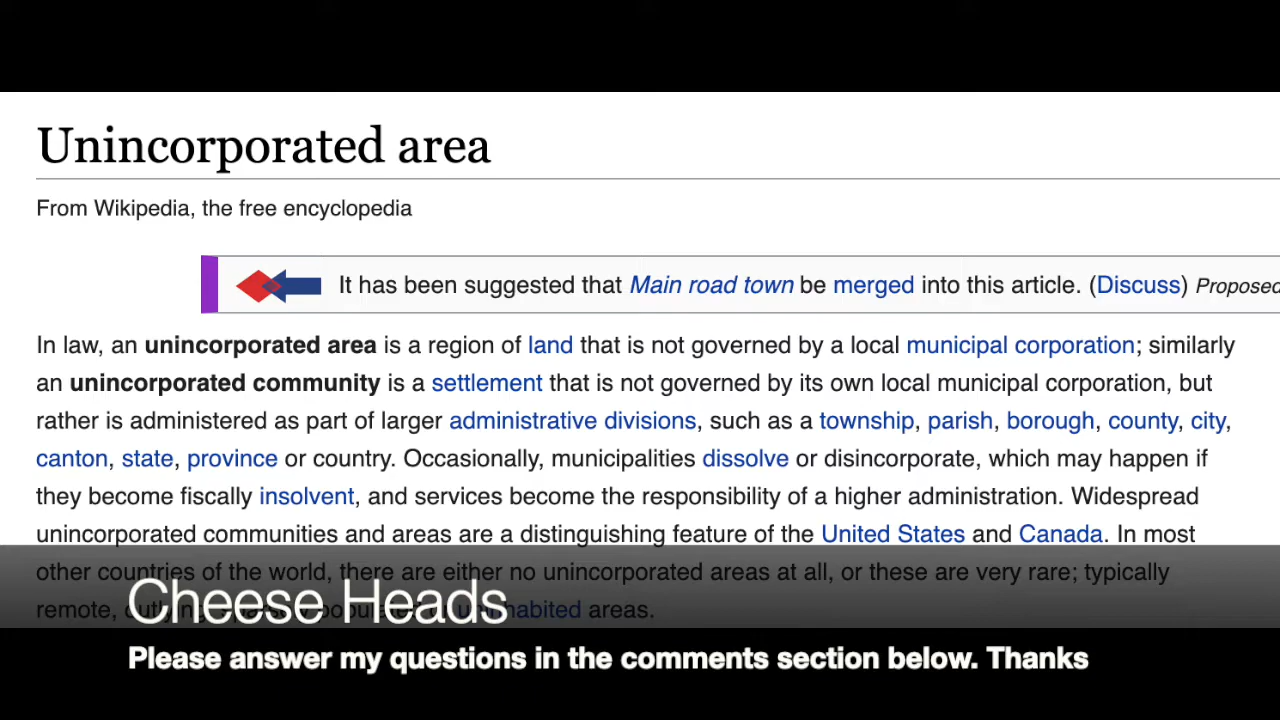 Unincorporated area
From Wikipedia, the free encyclopedia
It has been suggested that Main road town be merged into this article. (Discuss) Proposed
In law, an unincorporated area is a region of land that is not governed by a local municipal corporation; similarly
an unincorporated community is a settlement that is not governed by its own local municipal corporation, but
rather is administered as part of larger administrative divisions, such as a township, parish, borough, county, city,
canton, state, province or country. Occasionally, municipalities dissolve or disincorporate, which may happen if
they become fiscally insolvent, and services become the responsibility of a higher administration. Widespread
unincorporated communities and areas are a distinguishing feature of the United States and Canada. In most
other countries of the world, there are either no unincorporated areas at all, or these are very rare; typically
remote, areas.
Cheese Heads
Please answer my questions in the comments section below. Thanks